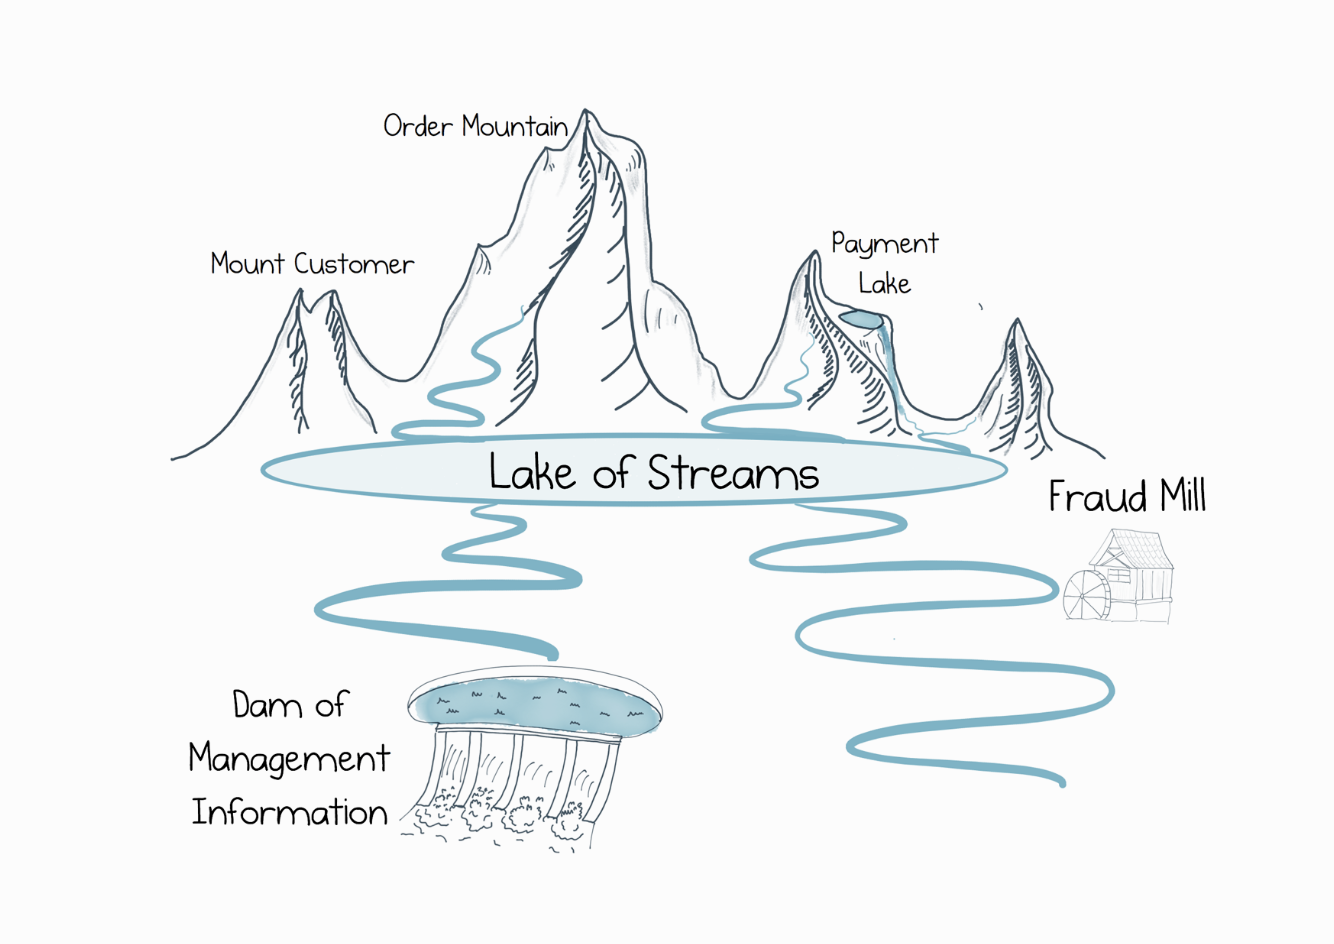 Order Mountain
Mount Customer
Payment
Lake
Lake of Streams
Fraud Mill
Dam of
Management
Information